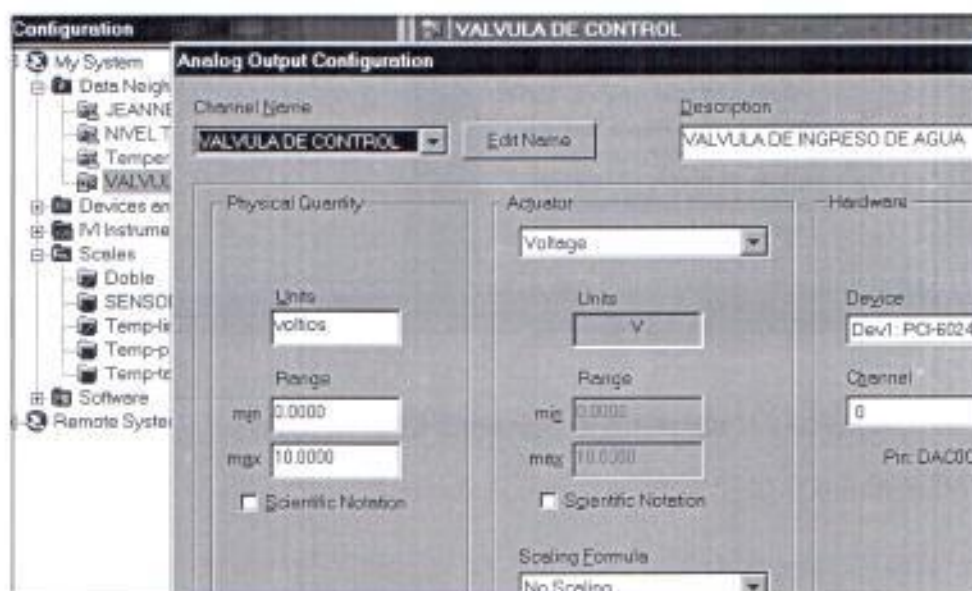 Configuration
VALVULA DE CONTROL
My System
Data Neigh
JEANNE
NIVEL T
Temper
VALVUL
Devices an
IVI Instrume
Scales
Doble
SENSO
Temp-li
Temp-p
Temp-te
Software
Remote Syste
Analog Output Configuration
Channel Name
VALVULA DE CONTROL
Edit Name
Description
VALVULA DE INGRESO DE AGUA
Physical Quantity
Units
voltios
Range
min 0.0000
max 10.0000
Scientific Notation
Actuator
Voltage
Units
V
Range
min 0.0000
max 10.0000
Scientific Notation
Scaling Formula
No Scaling
Hardware
Device
Dev1: PCI-6024
Channel
0
Pin: DAC0O